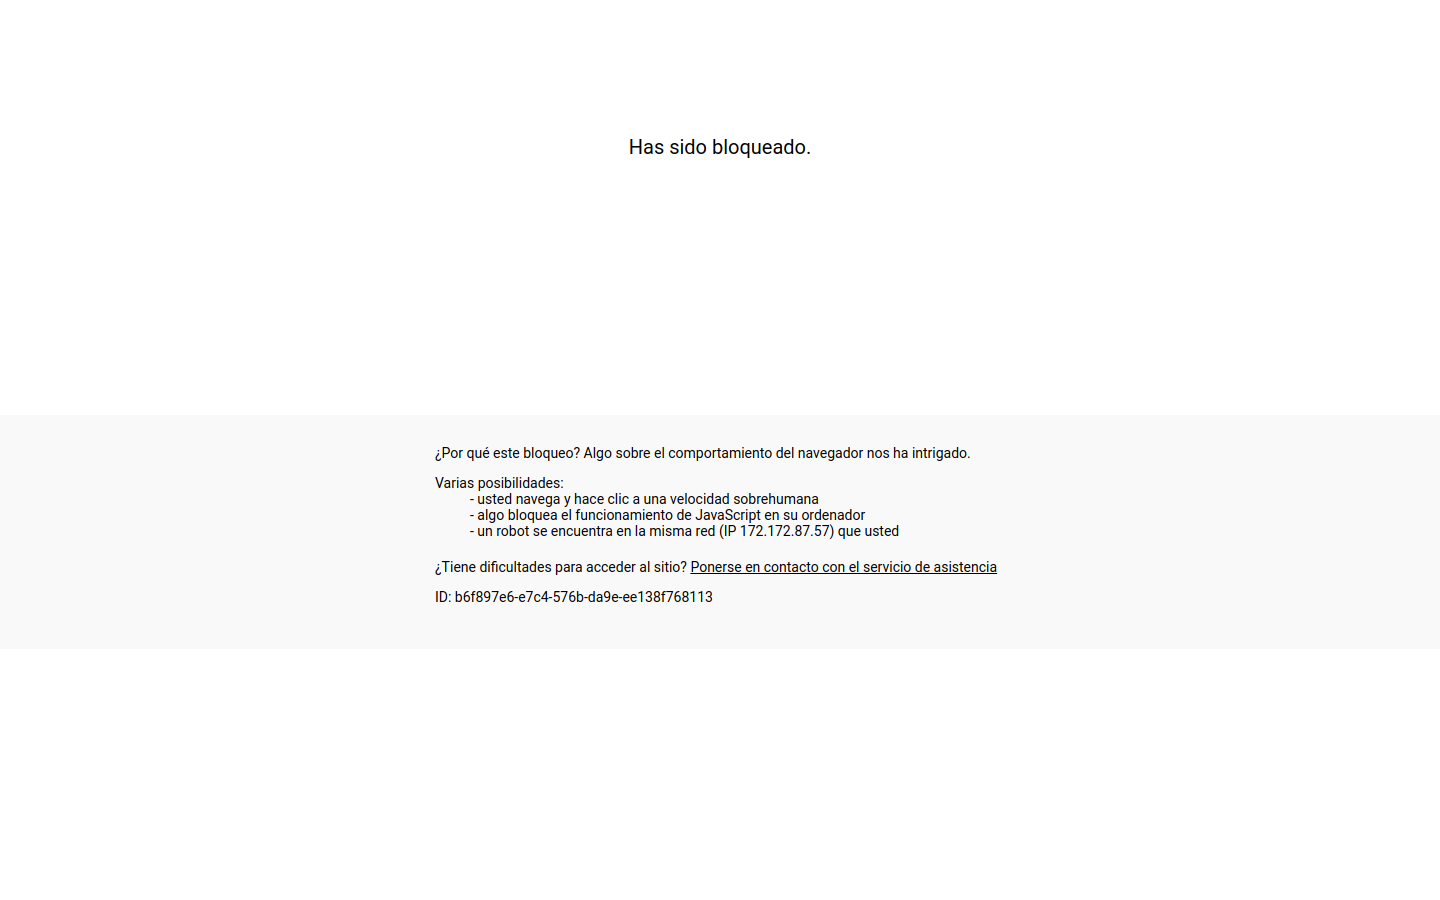 Has sido bloqueado.
¿Por qué este bloqueo? Algo sobre el comportamiento del navegador nos ha intrigado.
Varias posibilidades:
- usted navega y hace clic a una velocidad sobrehumana
- algo bloquea el funcionamiento de JavaScript en su ordenador
- un robot se encuentra en la misma red (IP 172.172.87.57) que usted
¿Tiene dificultades para acceder al sitio? Ponerse en contacto con el servicio de asistencia
ID: b6f897e6-e7c4-576b-da9e-ee138f768113